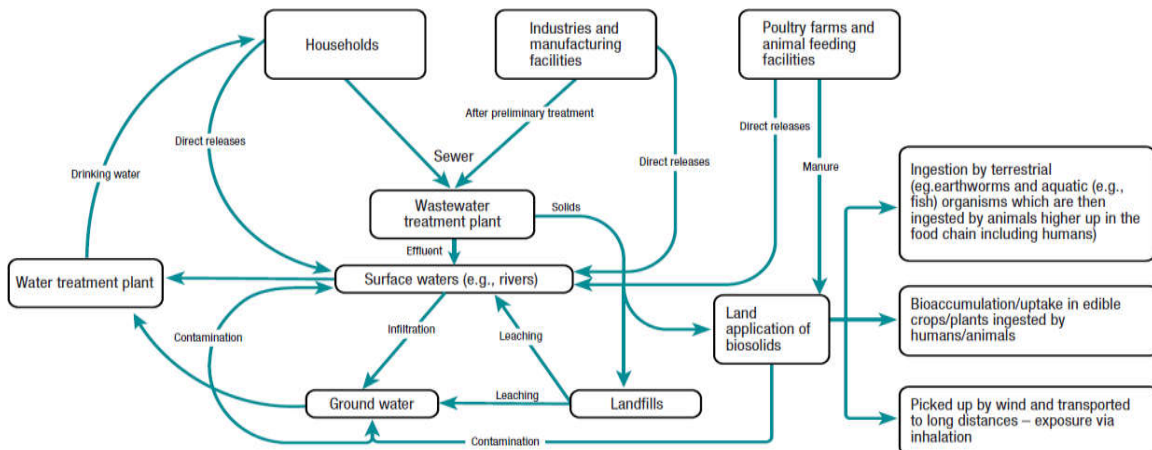 Households
Industries and
manufacturing
facilities
Poultry farms and
animal feeding
facilities
After preliminary treatment
Direct releases
Direct releases
Sewer
Direct releases
Manure
Drinking water
Wastewater
treatment plant
Solids
Effluent
Ingestion by terrestrial
(eg.earthworms and aquatic (e.g.,
fish) organisms which are then
ingested by animals higher up in the
food chain including humans)
Water treatment plant
Surface waters (e.g., rivers)
Land
application of
biosolids
Bioaccumulation/uptake in edible
crops/plants ingested by
humans/animals
Contamination
Infiltration
Leaching
Ground water
Leaching
Landfills
Contamination
Picked up by wind and transported
to long distances – exposure via
inhalation